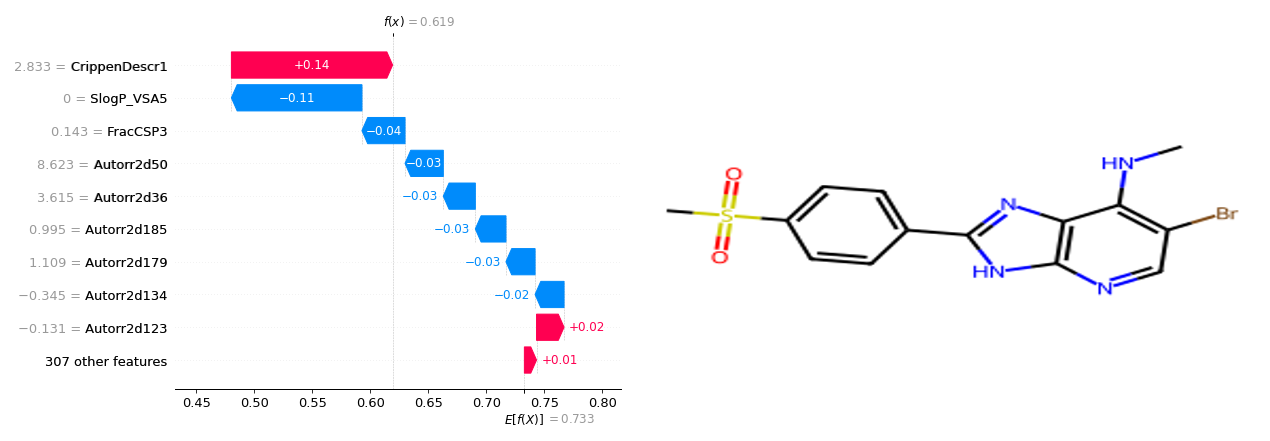 f(x) = 0.619
2.833 = CrippenDescr1 +0.14
0 = SlogP_VSA5 −0.11
0.143 = FracCSP3 −0.04
8.623 = Autorr2d50 −0.03
3.615 = Autorr2d36 −0.03
0.995 = Autorr2d185 −0.03
1.109 = Autorr2d179 −0.03
−0.345 = Autorr2d134 −0.02
−0.131 = Autorr2d123 +0.02
307 other features +0.01
0.45 0.50 0.55 0.60 0.65 0.70 0.75 0.80
E[f(X)] = 0.733
HN
O
S
O
N
HN
N
Br